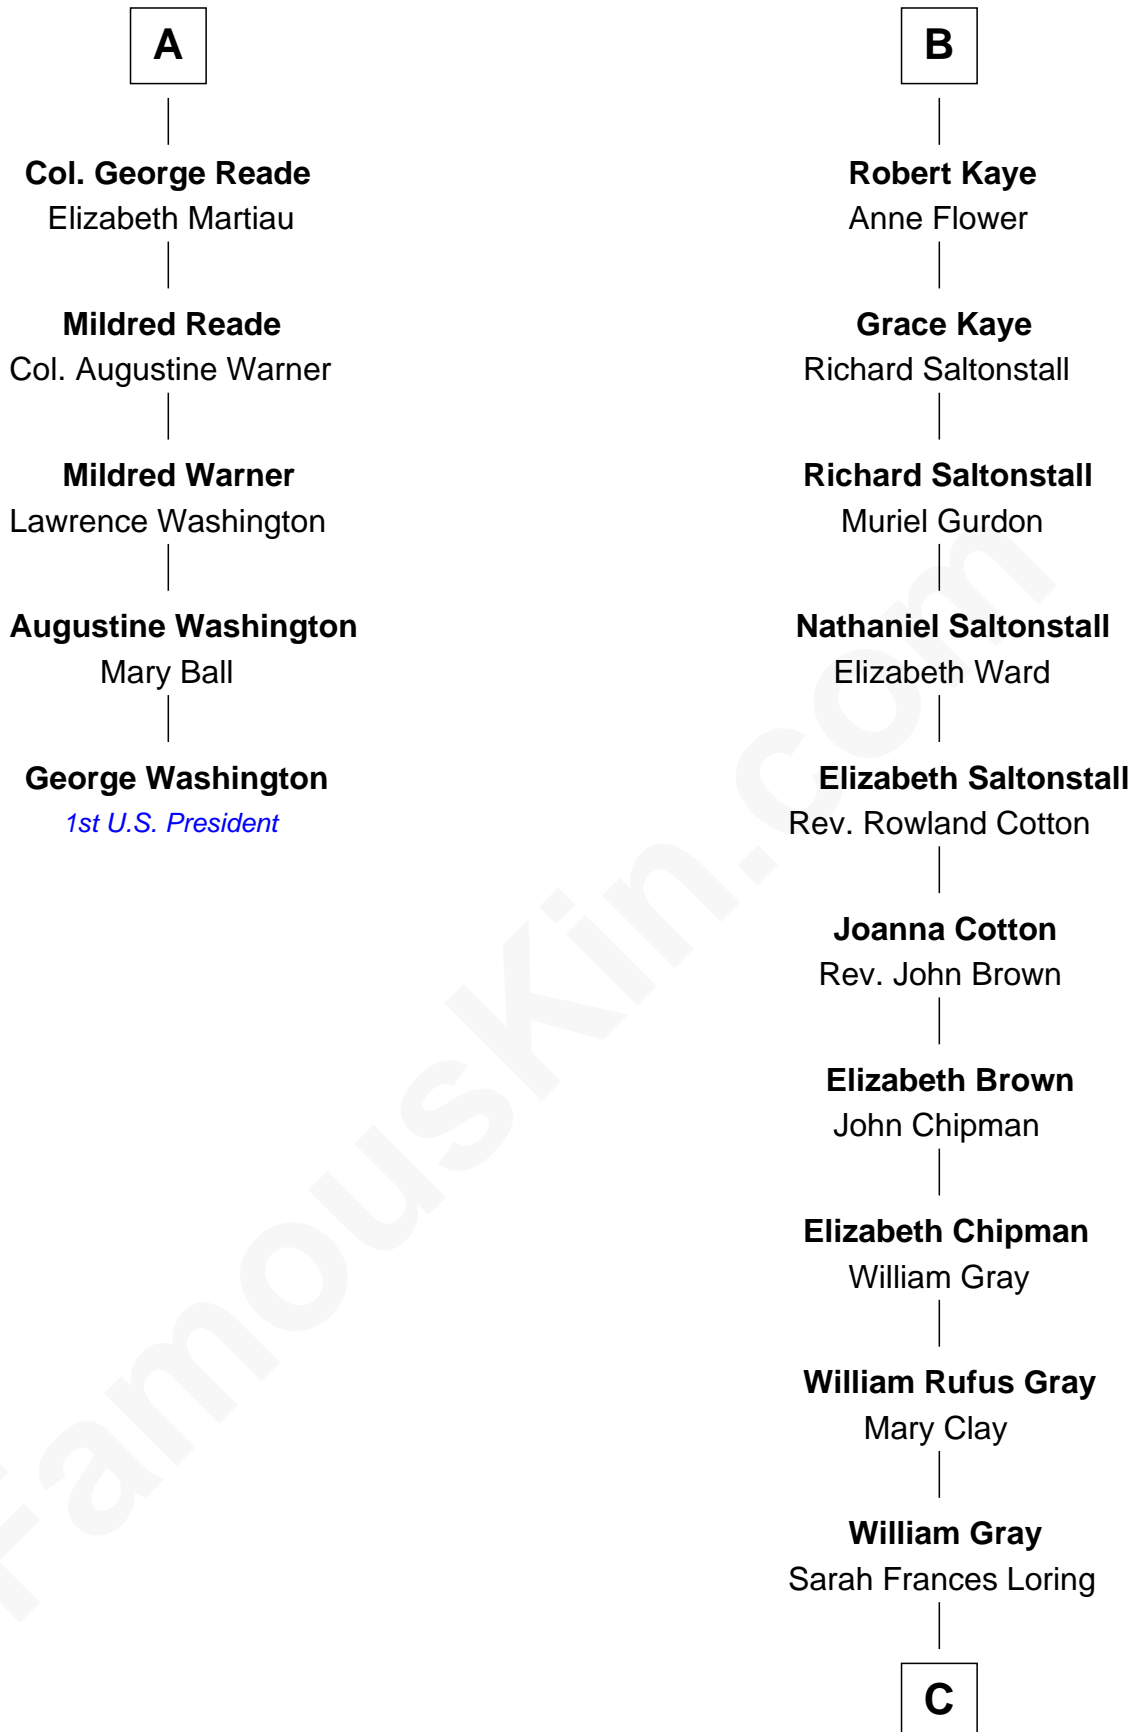 A
Col. George Reade
Elizabeth Martiau
Mildred Reade
Col. Augustine Warner
Mildred Warner
Lawrence Washington
Augustine Washington
Mary Ball
George Washington
1st U.S. President
B
Robert Kaye
Anne Flower
Grace Kaye
Richard Saltonstall
Richard Saltonstall
Muriel Gurdon
Nathaniel Saltonstall
Elizabeth Ward
Elizabeth Saltonstall
Rev. Rowland Cotton
Joanna Cotton
Rev. John Brown
Elizabeth Brown
John Chipman
Elizabeth Chipman
William Gray
William Rufus Gray
Mary Clay
William Gray
Sarah Frances Loring
C
FamousKin.com